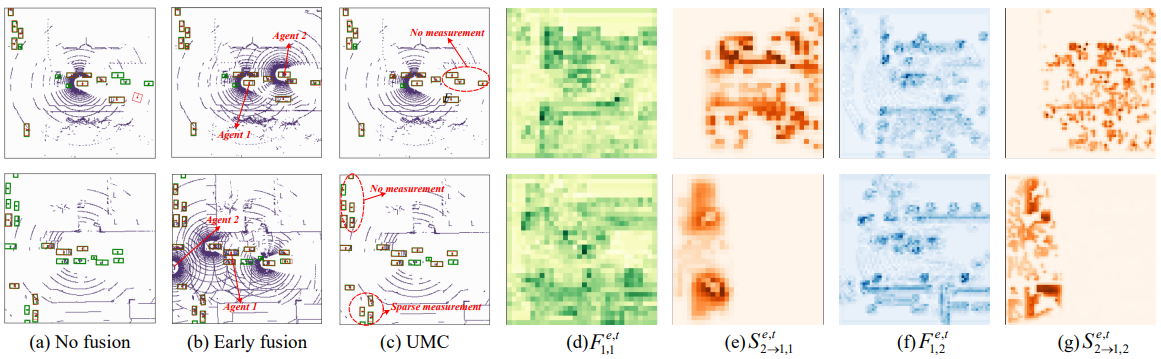 Agent 2
No measurement
Agent 1
No measurement
Agent 2
Agent 1
Sparse measurement
(a) No fusion
(b) Early fusion
(c) UMC
(d) $F_{1,1}^{e,t}$
(e) $S_{2\to1,1}^{e,t}$
(f) $F_{1,2}^{e,t}$
(g) $S_{2\to1,2}^{e,t}$